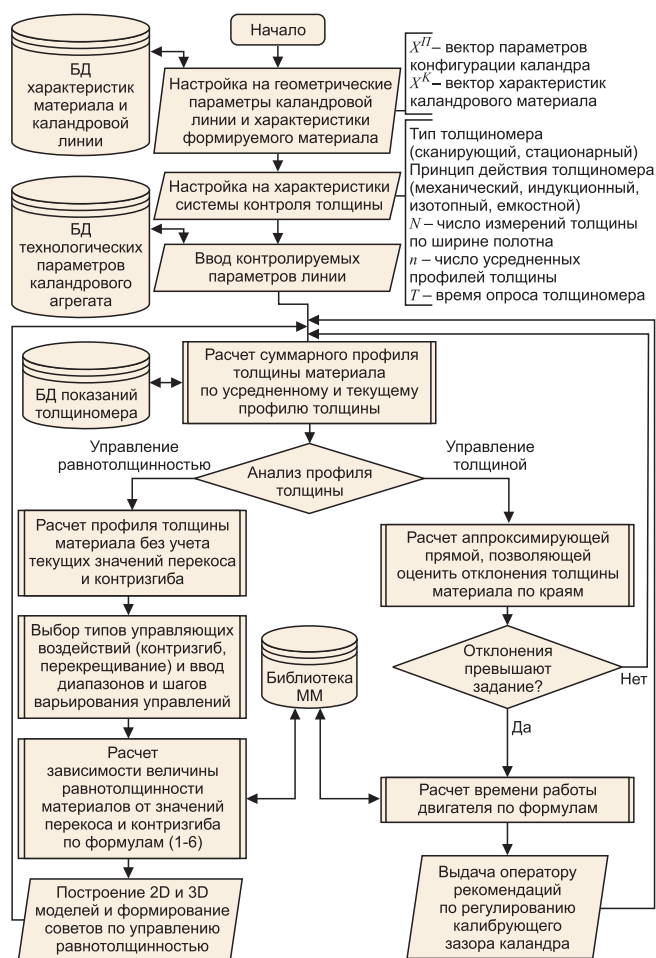 Начало
БД
характеристик
материала и
каландровой
линии
Настройка на геометрические
параметры каландровой
линии и характеристики
формируемого материала
X^П – вектор параметров
конфигурации каландра
X^К – вектор характеристик
каландрового материала
Настройка на характеристики
системы контроля толщины
Тип толщиномера
(сканирующий, стационарный)
Принцип действия толщиномера
(механический, индукционный,
изотопный, емкостной)
N – число измерений толщины
по ширине полотна
n – число усредненных
профилей толщины
T – время опроса толщиномера
БД
технологических
параметров
каландрового
агрегата
Ввод контролируемых
параметров линии
Расчет суммарного профиля
толщины материала
по усредненному и текущему
профилю толщины
БД показаний
толщиномера
Управление
равнотолщинностью
Анализ профиля
толщины
Управление
толщиной
Расчет профиля толщины
материала без учета
текущих значений перекоса
и контризгиба
Расчет аппроксимирующей
прямой, позволяющей
оценить отклонения толщины
материала по краям
Выбор типов управляющих
воздействий (контризгиб,
перекрещивание) и ввод
диапазонов и шагов
варьирования управлений
Библиотека
ММ
Отклонения
превышают
задание?
Нет
Да
Расчет
зависимости величины
равнотолщинности
материалов от значений
перекоса и контризгиба
по формулам (1-6)
Расчет времени работы
двигателя по формулам
Построение 2D и 3D
моделей и формирование
советов по управлению
равнотолщинностью
Выдача оператору
рекомендаций
по регулированию
калибрующего
зазора каландра